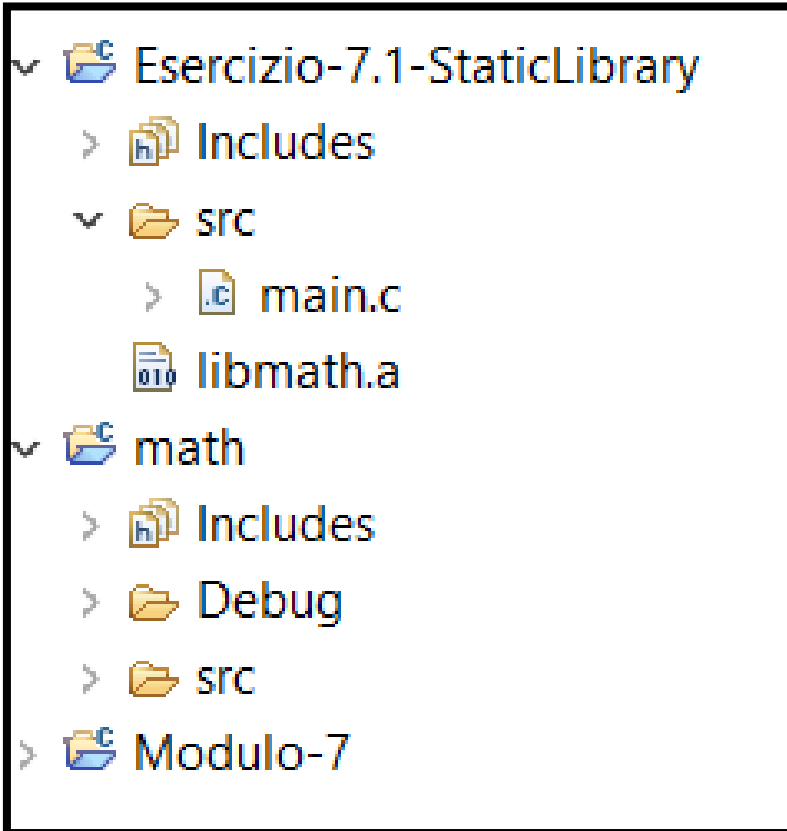 Esercizio-7.1-StaticLibrary
Includes
src
main.c
libmath.a
math
Includes
Debug
src
Modulo-7